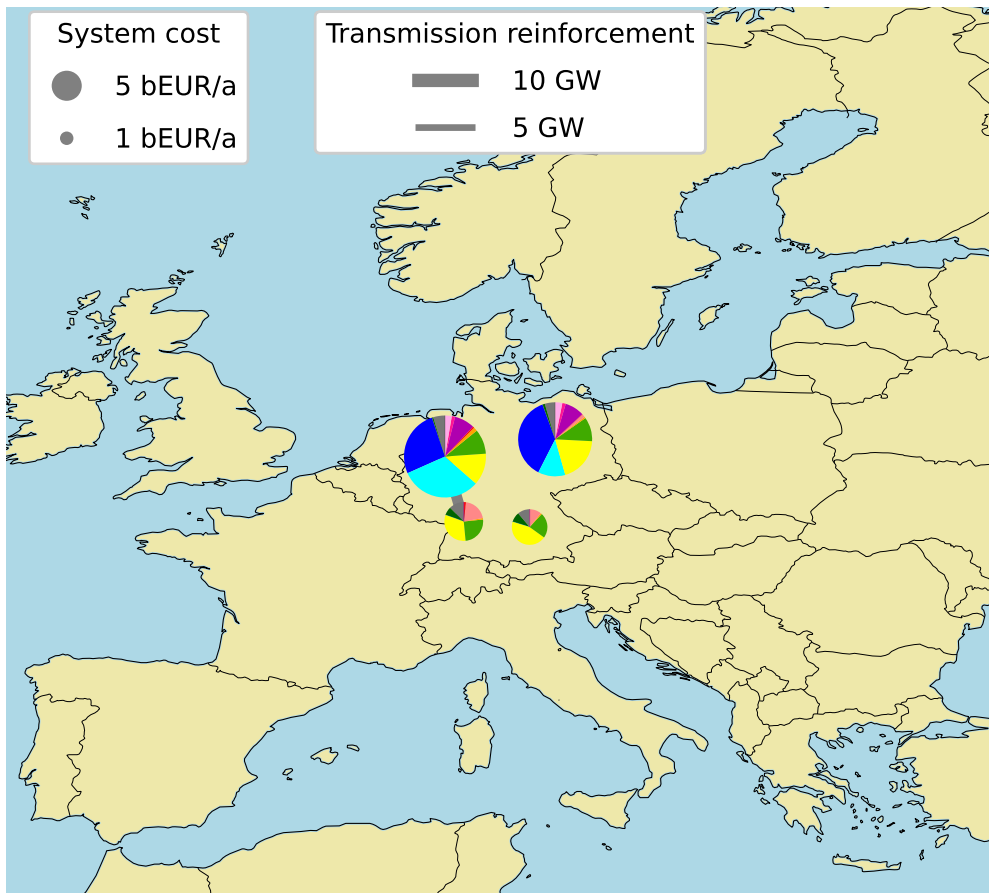 System cost
5 bEUR/a
1 bEUR/a
Transmission reinforcement
10 GW
5 GW